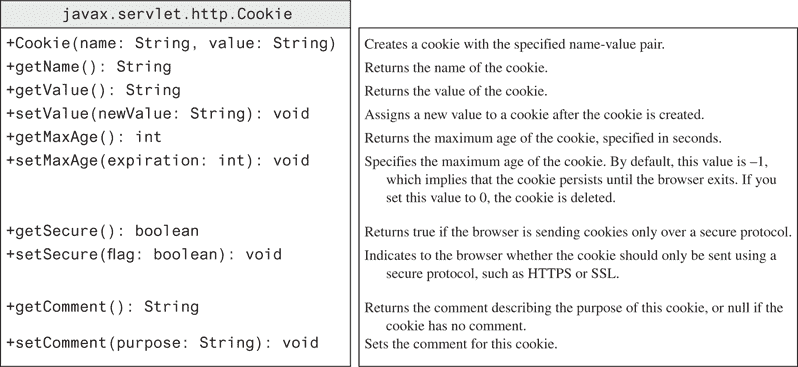 javax.servlet.http.Cookie
+Cookie(name: String, value: String)
Creates a cookie with the specified name-value pair.
+getName(): String
Returns the name of the cookie.
+getValue(): String
Returns the value of the cookie.
+setValue(newValue: String): void
Assigns a new value to a cookie after the cookie is created.
+getMaxAge(): int
Returns the maximum age of the cookie, specified in seconds.
+setMaxAge(expiration: int): void
Specifies the maximum age of the cookie. By default, this value is –1,
which implies that the cookie persists until the browser exits. If you
set this value to 0, the cookie is deleted.
+getSecure(): boolean
Returns true if the browser is sending cookies only over a secure protocol.
+setSecure(flag: boolean): void
Indicates to the browser whether the cookie should only be sent using a
secure protocol, such as HTTPS or SSL.
+getComment(): String
Returns the comment describing the purpose of this cookie, or null if the
cookie has no comment.
+setComment(purpose: String): void
Sets the comment for this cookie.